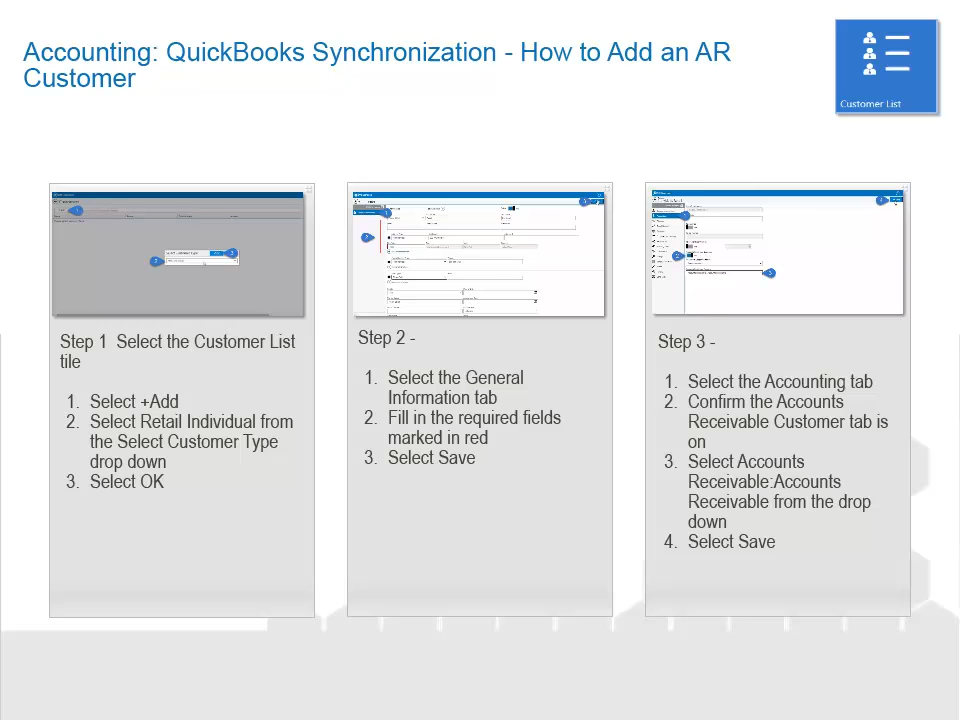 Accounting: QuickBooks Synchronization - How to Add an AR
Customer
Customer List
Step 1  Select the Customer List
tile
1. Select +Add
2. Select Retail Individual from
the Select Customer Type
drop down
3. Select OK
Step 2 -
1. Select the General
Information tab
2. Fill in the required fields
marked in red
3. Select Save
Step 3 -
1. Select the Accounting tab
2. Confirm the Accounts
Receivable Customer tab is
on
3. Select Accounts
Receivable:Accounts
Receivable from the drop
down
4. Select Save